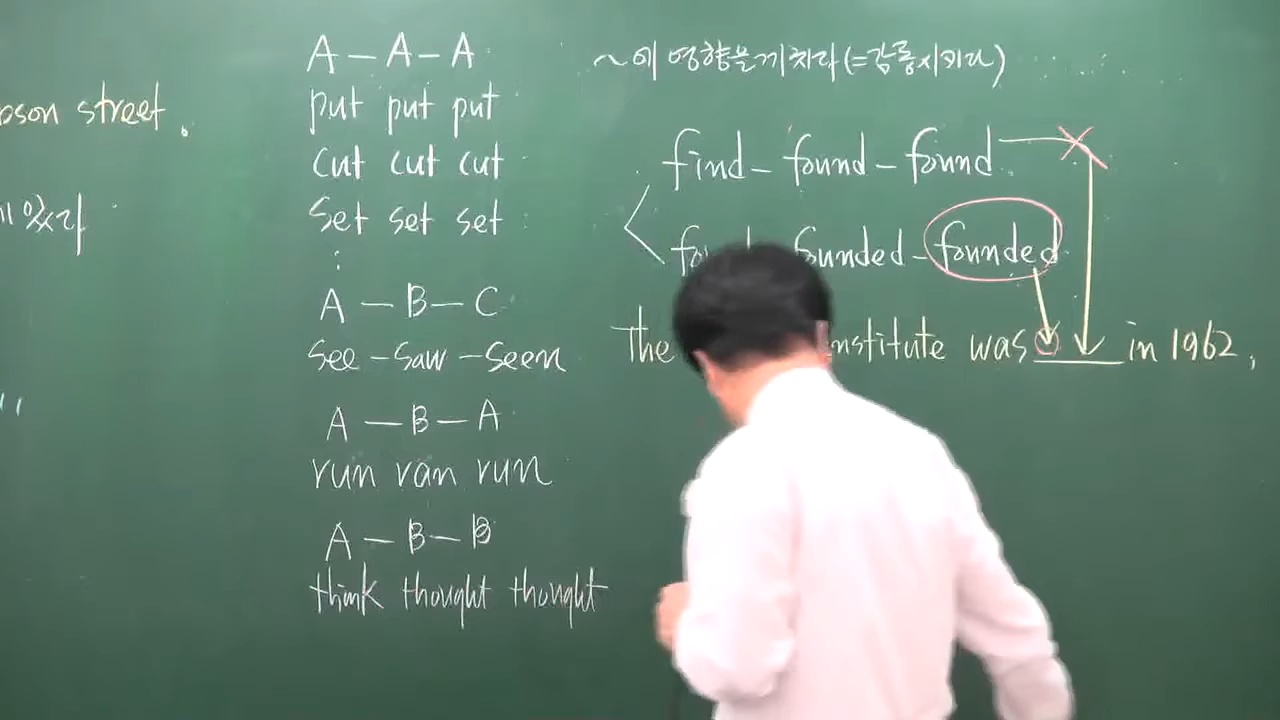 street.
A - A - A
put put put
cut cut cut
set set set
:
A - B - C
see - saw - seen
A - B - A
run ran run
A - B - B
think thought thought
~에 영향을 끼치다 (=감동시키다)
find - found - found
founded - founded
The was in 1962,